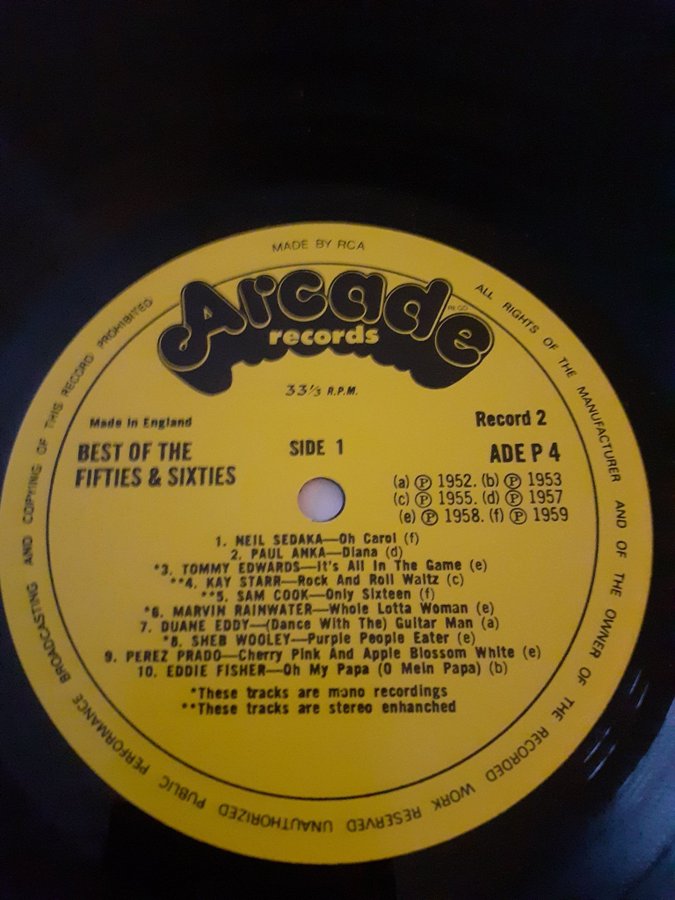 MADE BY RCA
ALL RIGHTS OF THE MANUFACTURER AND OF THE OWNER OF THE RECORDED WORK RESERVED UNAUTHORIZED PUBLIC PERFORMANCE BROADCASTING AND COPYING OF THIS RECORD PROHIBITED
Arcade
REGD
records
33⅓ R.P.M.
Made in England
Record 2
BEST OF THE
SIDE 1
ADE P 4
FIFTIES & SIXTIES
(a) ℗ 1952. (b) ℗ 1953
(c) ℗ 1955. (d) ℗ 1957
(e) ℗ 1958. (f) ℗ 1959
1. NEIL SEDAKA—Oh Carol (f)
2. PAUL ANKA—Diana (d)
*3. TOMMY EDWARDS—It's All In The Game (e)
**4. KAY STARR—Rock And Roll Waltz (c)
**5. SAM COOK—Only Sixteen (f)
*6. MARVIN RAINWATER—Whole Lotta Woman (e)
7. DUANE EDDY—(Dance With The) Guitar Man (a)
*8. SHEB WOOLEY—Purple People Eater (e)
9. PEREZ PRADO—Cherry Pink And Apple Blossom White (e)
10. EDDIE FISHER—Oh My Papa (O Mein Papa) (b)
*These tracks are mono recordings
**These tracks are stereo enhanched